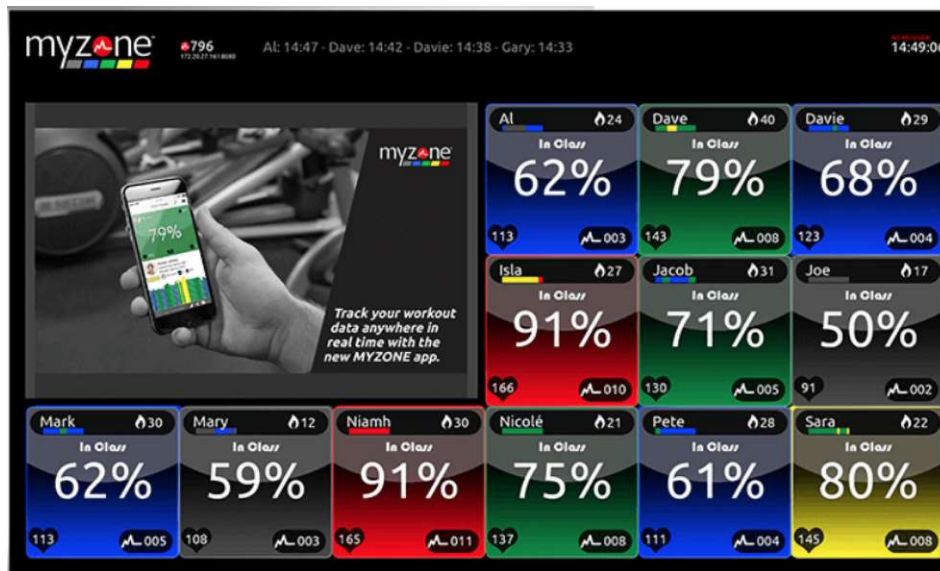 myzone
796
Al: 14:47 - Dave: 14:42 - Davie: 14:38 - Gary: 14:33
14:49:06
myzone
79%
Track your workout
data anywhere in
real time with the
new MYZONE app.
Al 24
In Class
62%
113 003
Dave 40
In Class
79%
143 008
Davie 29
In Class
68%
123 004
Isla 27
In Class
91%
166 010
Jacob 31
In Class
71%
130 005
Joe 17
In Class
50%
91 002
Mark 30
In Class
62%
113 005
Mary 12
In Class
59%
108 003
Niamh 30
In Class
91%
165 011
Nicolé 21
In Class
75%
137 008
Pete 28
In Class
61%
111 004
Sara 22
In Class
80%
145 008